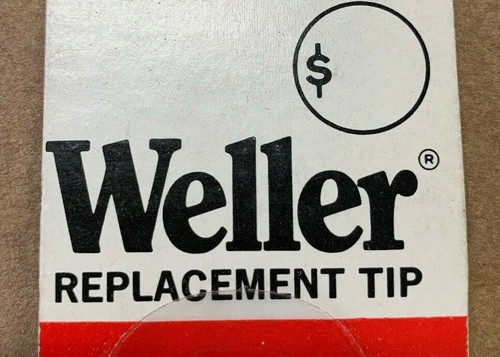 $
Weller®
REPLACEMENT TIP